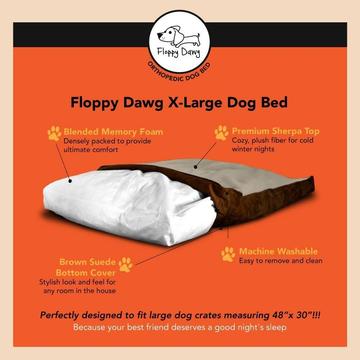 Floppy Dawg
ORTHOPEDIC DOG BED
Floppy Dawg X-Large Dog Bed
Blended Memory Foam
Densely packed to provide
ultimate comfort
Premium Sherpa Top
Cozy, plush fiber for cold
winter nights
Brown Suede
Bottom Cover
Stylish look and feel for
any room in the house
Machine Washable
Easy to remove and clean
Perfectly designed to fit large dog crates measuring 48”x 30”!!!
Because your best friend deserves a good night's sleep